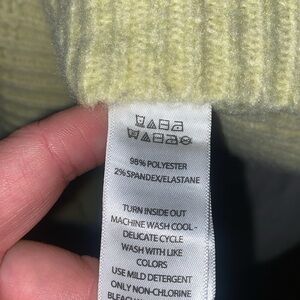 98% POLYESTER
2% SPANDEX/ELASTANE
TURN INSIDE OUT
MACHINE WASH COOL -
DELICATE CYCLE
WASH WITH LIKE
COLORS
USE MILD DETERGENT
ONLY NON-CHLORINE
BLEACH